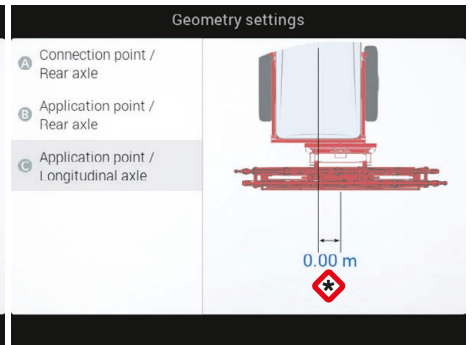 Geometry settings
A Connection point /
Rear axle
B Application point /
Rear axle
C Application point /
Longitudinal axle
0.00 m
*